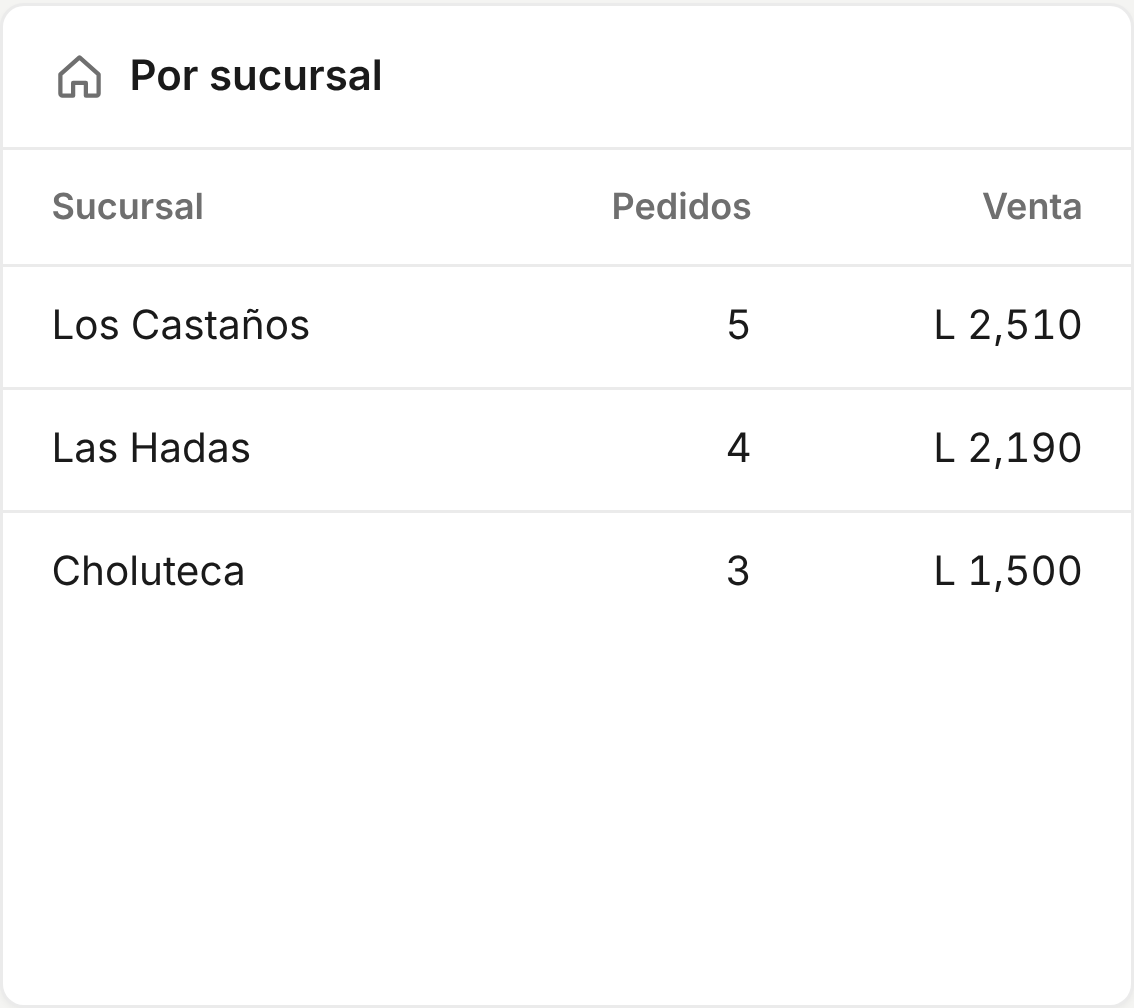 Por sucursal
Sucursal Pedidos Venta
Los Castaños 5 L 2,510
Las Hadas 4 L 2,190
Choluteca 3 L 1,500